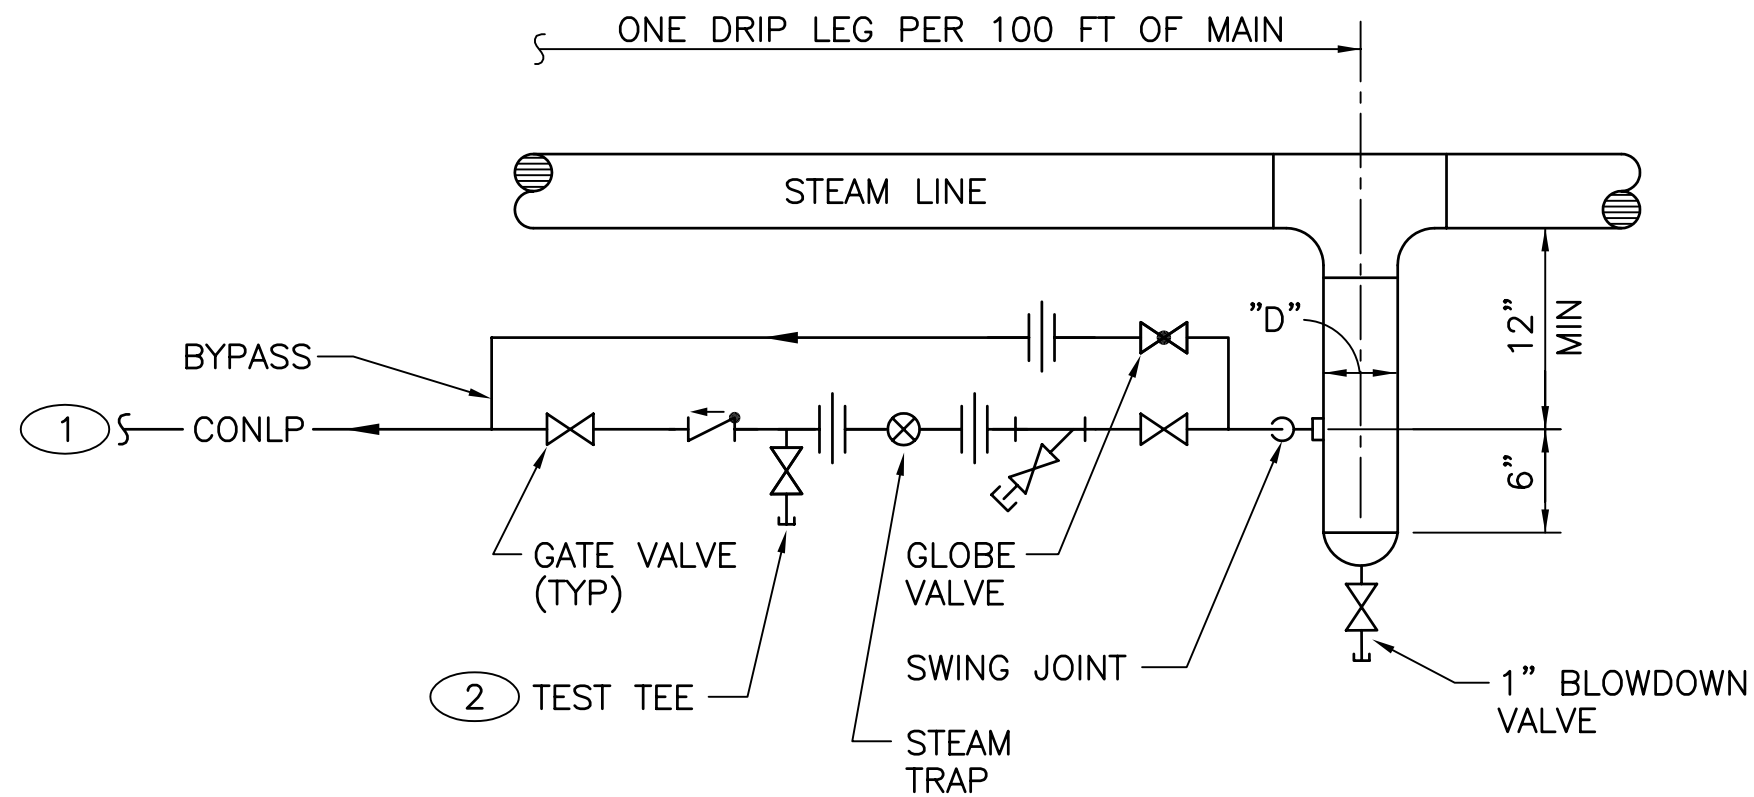 ONE DRIP LEG PER 100 FT OF MAIN
STEAM LINE
"D"
12"
MIN
BYPASS
1
CONLP
6"
GATE VALVE
(TYP)
GLOBE
VALVE
SWING JOINT
2
TEST TEE
1" BLOWDOWN
VALVE
STEAM
TRAP